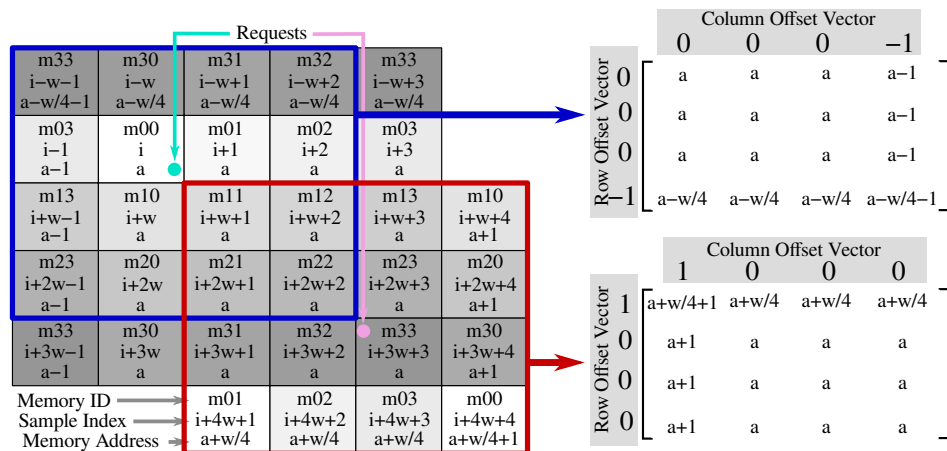 Requests
m33 m30 m31 m32 m33
i−w−1 i−w i−w+1 i−w+2 i−w+3
a−w/4−1 a−w/4 a−w/4 a−w/4 a−w/4
m03 m00 m01 m02 m03
i−1 i i+1 i+2 i+3
a−1 a a a a
m13 m10 m11 m12 m13 m10
i+w−1 i+w i+w+1 i+w+2 i+w+3 i+w+4
a−1 a a a a a+1
m23 m20 m21 m22 m23 m20
i+2w−1 i+2w i+2w+1 i+2w+2 i+2w+3 i+2w+4
a−1 a a a a a+1
m33 m30 m31 m32 m33 m30
i+3w−1 i+3w i+3w+1 i+3w+2 i+3w+3 i+3w+4
a−1 a a a a a+1
Memory ID m01 m02 m03 m00
Sample Index i+4w+1 i+4w+2 i+4w+3 i+4w+4
Memory Address a+w/4 a+w/4 a+w/4 a+w/4+1
Column Offset Vector
0 0 0 −1
Row Offset Vector
0 a a a a−1
0 a a a a−1
0 a a a a−1
−1 a−w/4 a−w/4 a−w/4 a−w/4−1
Column Offset Vector
1 0 0 0
Row Offset Vector
1 a+w/4+1 a+w/4 a+w/4 a+w/4
0 a+1 a a a
0 a+1 a a a
0 a+1 a a a